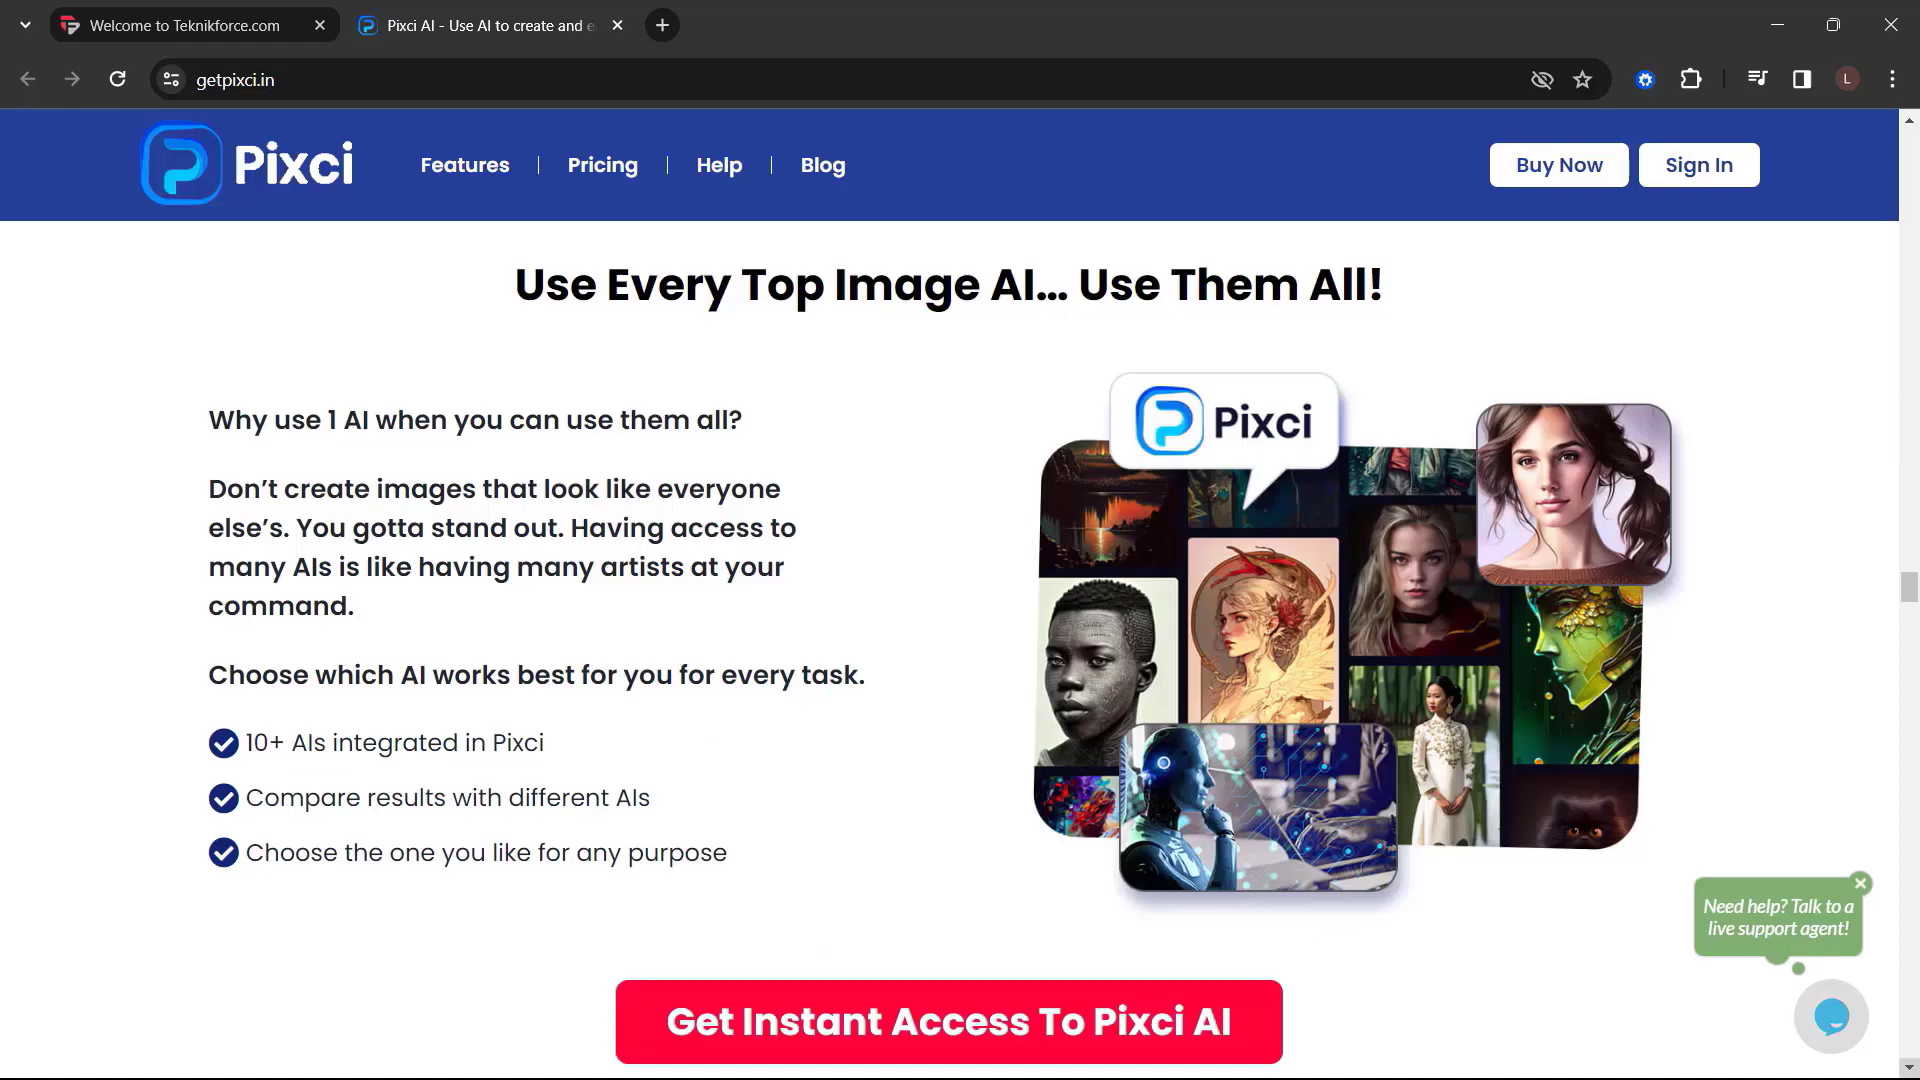 Welcome to Teknikforce.com
Pixci AI - Use AI to create and e
getpixci.in
L
Pixci
Features
Pricing
Help
Blog
Buy Now
Sign In
Use Every Top Image AI... Use Them All!
Why use 1 AI when you can use them all?
Don’t create images that look like everyone
else’s. You gotta stand out. Having access to
many AIs is like having many artists at your
command.
Choose which AI works best for you for every task.
10+ AIs integrated in Pixci
Compare results with different AIs
Choose the one you like for any purpose
Pixci
Need help? Talk to a
live support agent!
Get Instant Access To Pixci AI